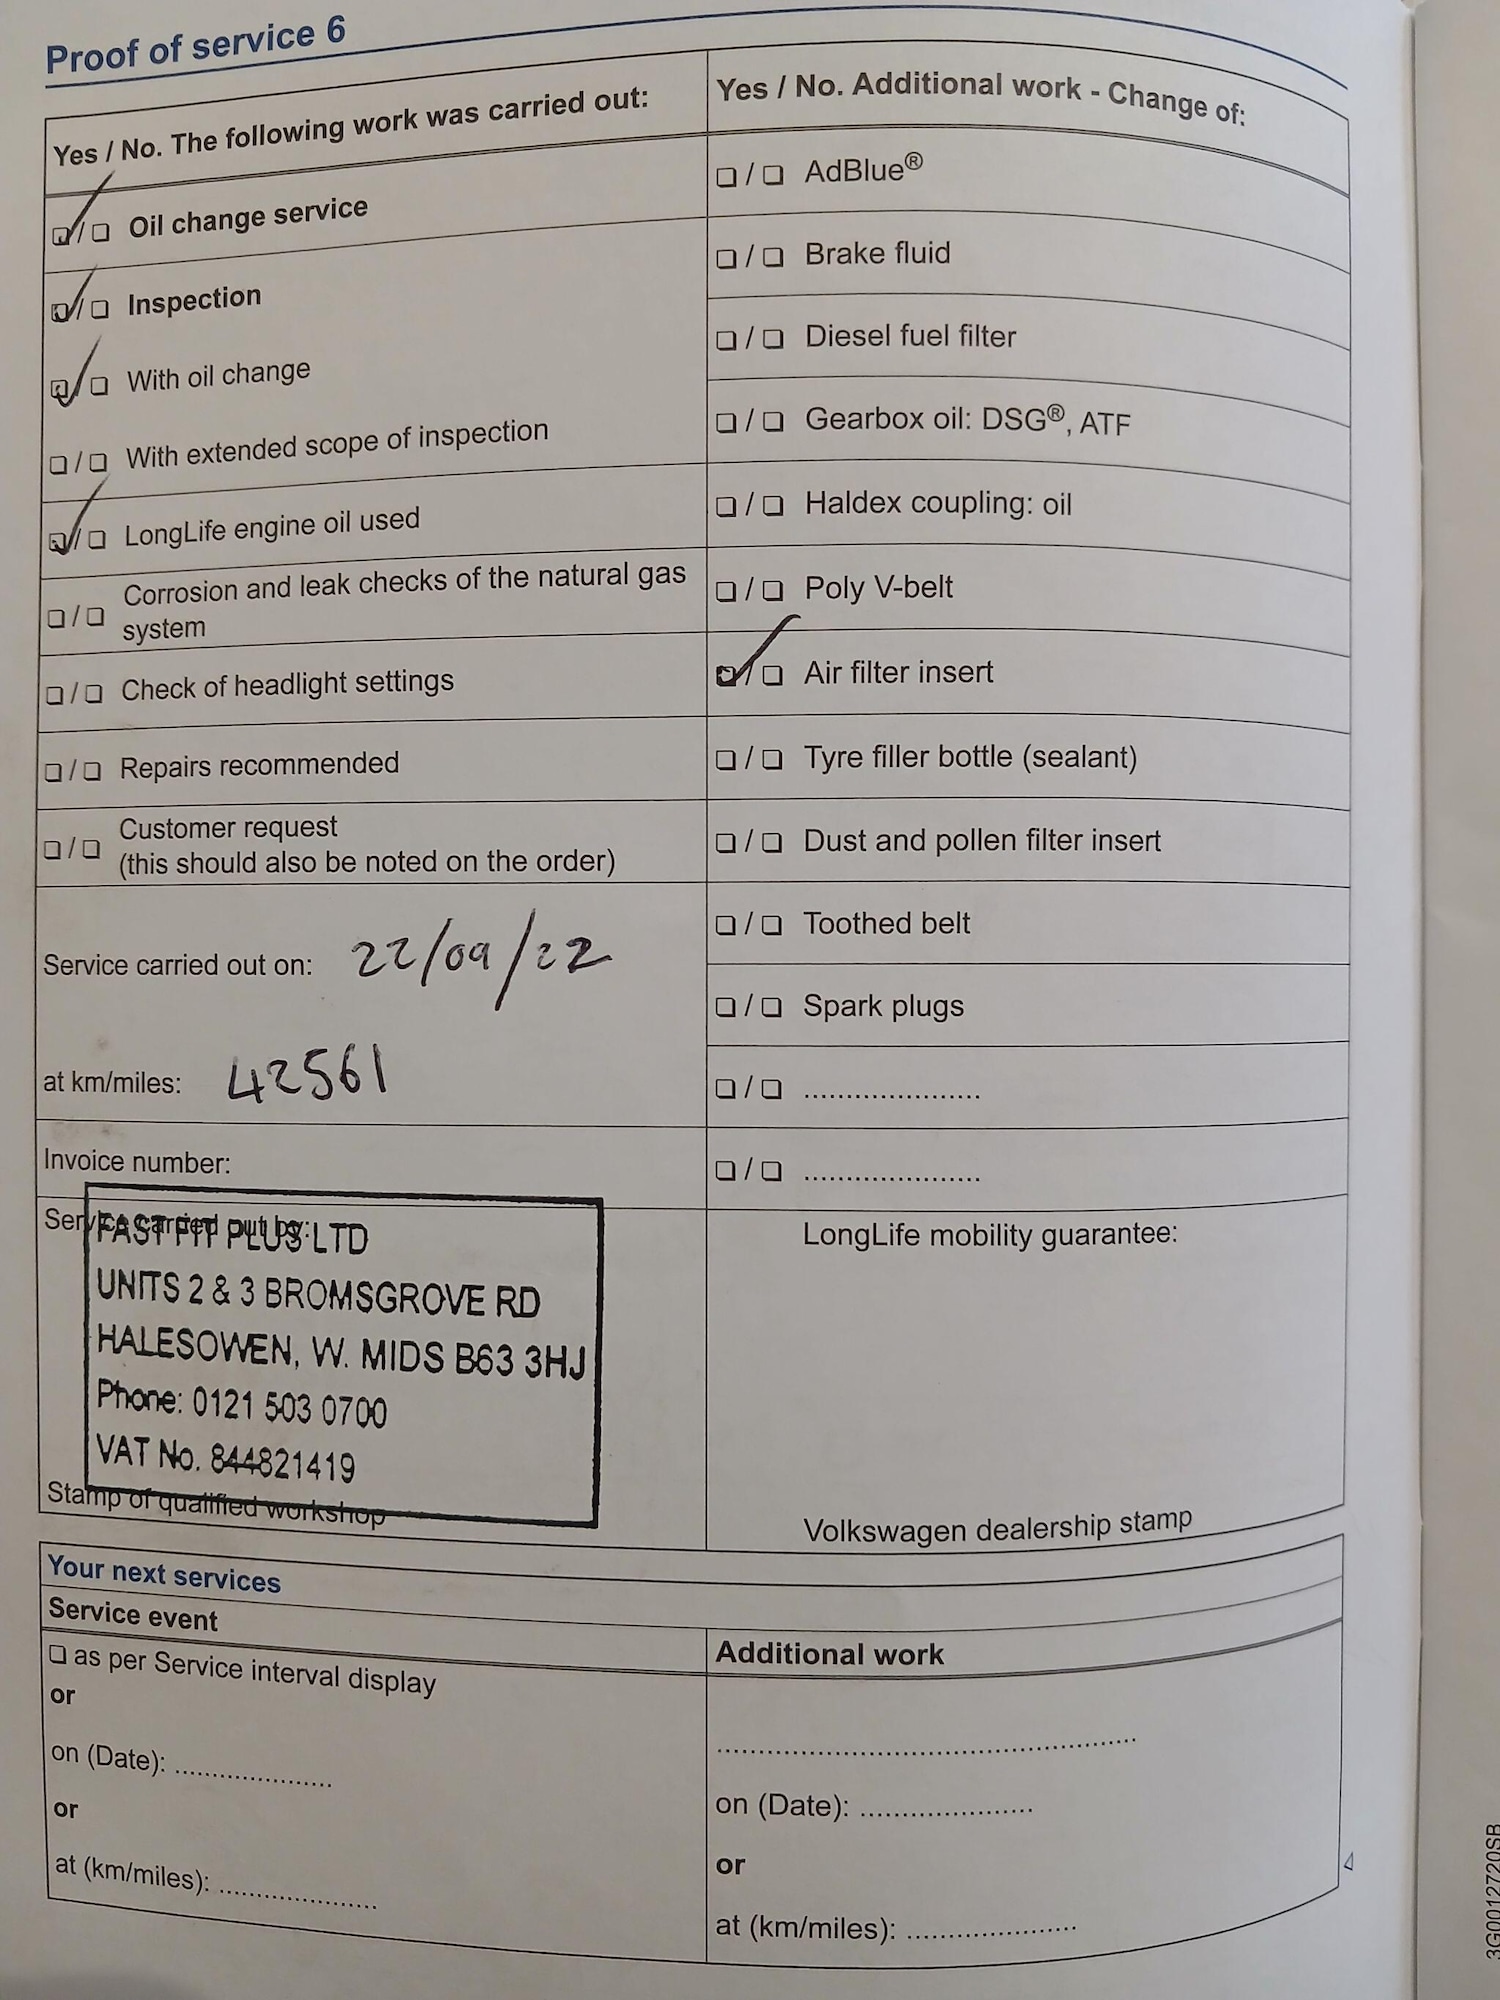 Proof of service 6
Yes / No. The following work was carried out:
☑/❏ Oil change service
☑/❏ Inspection
☑/❏ With oil change
❏/❏ With extended scope of inspection
☑/❏ LongLife engine oil used
❏/❏ Corrosion and leak checks of the natural gas
system
❏/❏ Check of headlight settings
❏/❏ Repairs recommended
❏/❏ Customer request
(this should also be noted on the order)
Service carried out on: 22/09/22
at km/miles: 42561
Invoice number:
Service carried out by:
FAST FIT PLUS LTD
UNITS 2 & 3 BROMSGROVE RD
HALESOWEN, W. MIDS B63 3HJ
Phone: 0121 503 0700
VAT No. 844821419
Stamp of qualified workshop
Yes / No. Additional work - Change of:
❏/❏ AdBlue®
❏/❏ Brake fluid
❏/❏ Diesel fuel filter
❏/❏ Gearbox oil: DSG®, ATF
❏/❏ Haldex coupling: oil
❏/❏ Poly V-belt
☑/❏ Air filter insert
❏/❏ Tyre filler bottle (sealant)
❏/❏ Dust and pollen filter insert
❏/❏ Toothed belt
❏/❏ Spark plugs
❏/❏ .....................
❏/❏ .....................
LongLife mobility guarantee:
Volkswagen dealership stamp
Your next services
Service event
❏ as per Service interval display
or
on (Date): ...................
or
at (km/miles): ...................
Additional work
..................................................
on (Date): .....................
or
at (km/miles): ....................
3G0012720SB